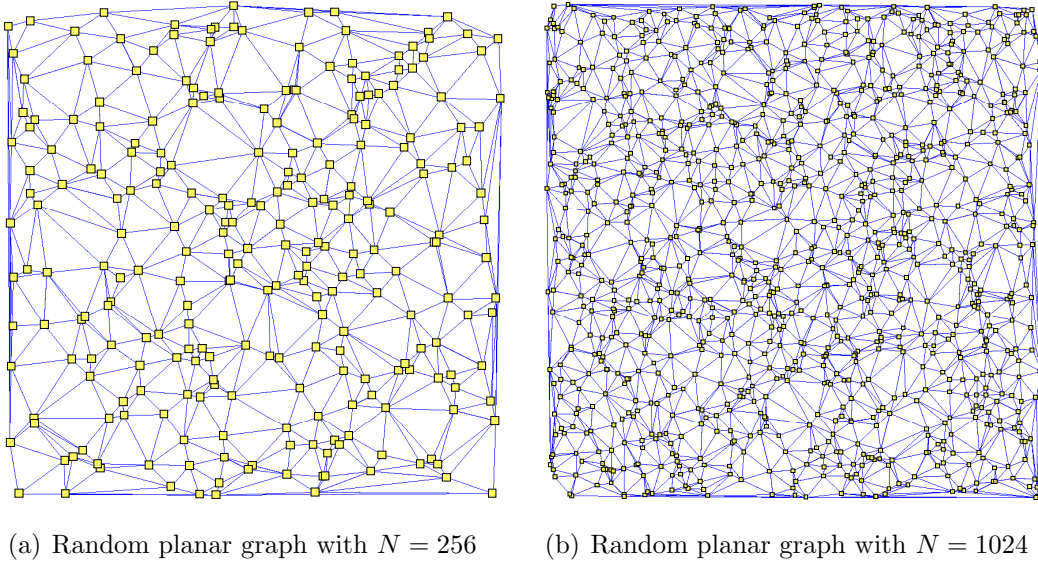 (a) Random planar graph with N = 256
(b) Random planar graph with N = 1024